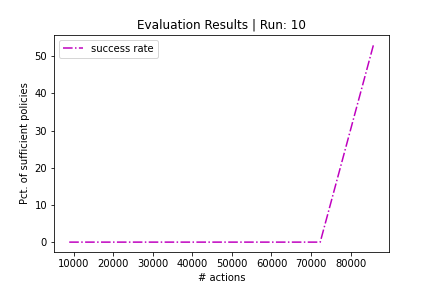 Evaluation Results | Run: 10
success rate
Pct. of sufficient policies
50
40
30
20
10
0
10000 20000 30000 40000 50000 60000 70000 80000
# actions